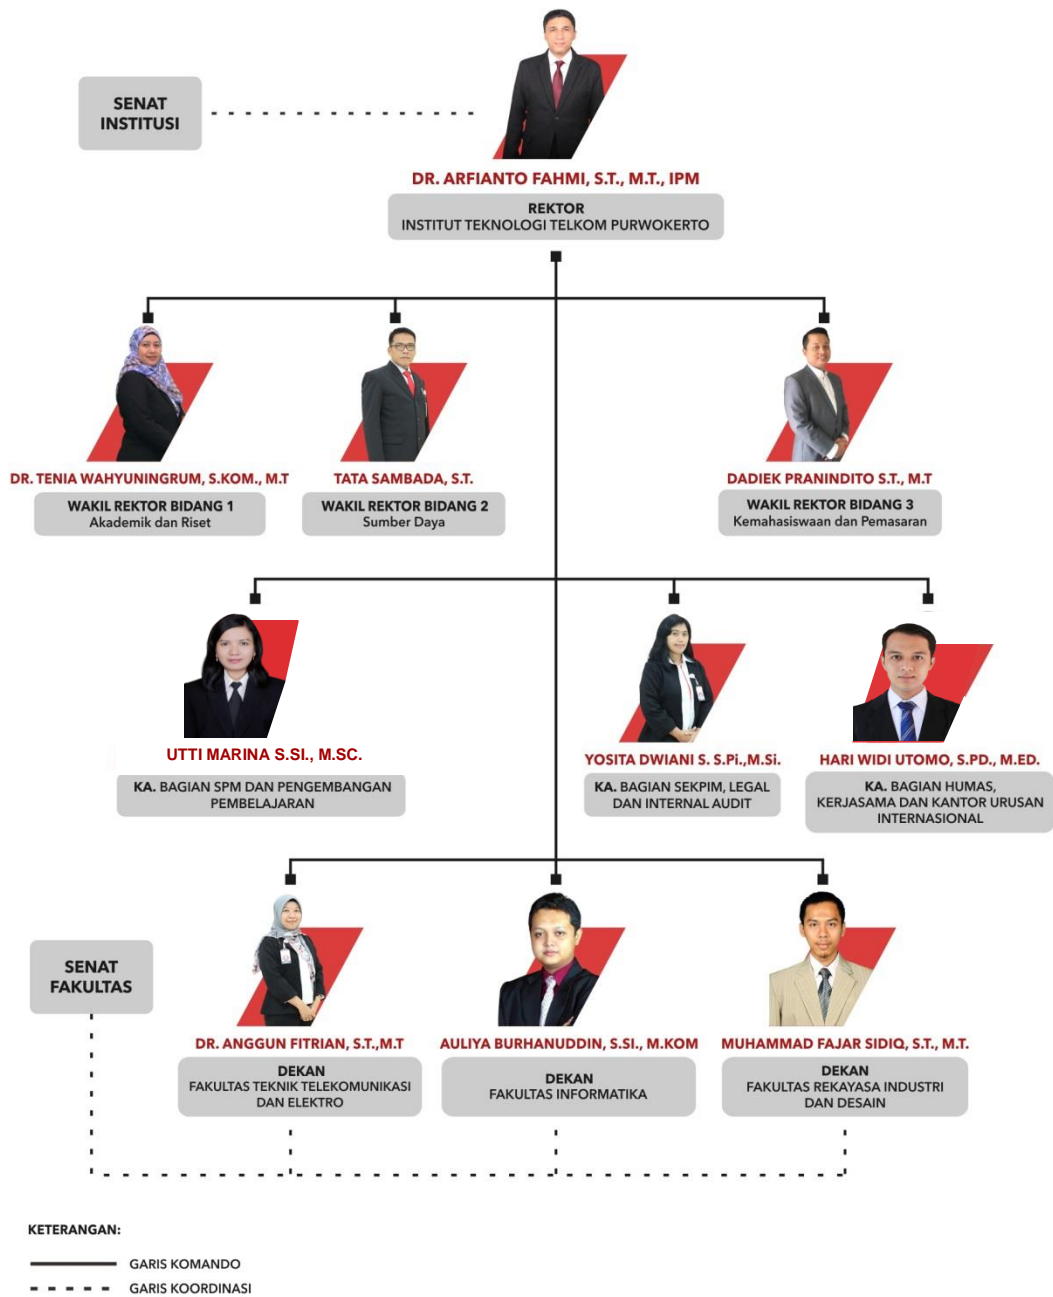 SENAT
INSTITUSI
DR. ARFIANTO FAHMI, S.T., M.T., IPM
REKTOR
INSTITUT TEKNOLOGI TELKOM PURWOKERTO
DR. TENIA WAHYUNINGRUM, S.KOM., M.T
WAKIL REKTOR BIDANG 1
Akademik dan Riset
TATA SAMBADA, S.T.
WAKIL REKTOR BIDANG 2
Sumber Daya
DADIEK PRANINDITO S.T., M.T
WAKIL REKTOR BIDANG 3
Kemahasiswaan dan Pemasaran
UTTI MARINA S.SI., M.SC.
KA. BAGIAN SPM DAN PENGEMBANGAN
PEMBELAJARAN
YOSITA DWIANI S. S.Pi.,M.Si.
KA. BAGIAN SEKPIM, LEGAL
DAN INTERNAL AUDIT
HARI WIDI UTOMO, S.PD., M.ED.
KA. BAGIAN HUMAS,
KERJASAMA DAN KANTOR URUSAN
INTERNASIONAL
SENAT
FAKULTAS
DR. ANGGUN FITRIAN, S.T.,M.T
DEKAN
FAKULTAS TEKNIK TELEKOMUNIKASI
DAN ELEKTRO
AULIYA BURHANUDDIN, S.SI., M.KOM
DEKAN
FAKULTAS INFORMATIKA
MUHAMMAD FAJAR SIDIQ, S.T., M.T.
DEKAN
FAKULTAS REKAYASA INDUSTRI
DAN DESAIN
KETERANGAN:
GARIS KOMANDO
GARIS KOORDINASI